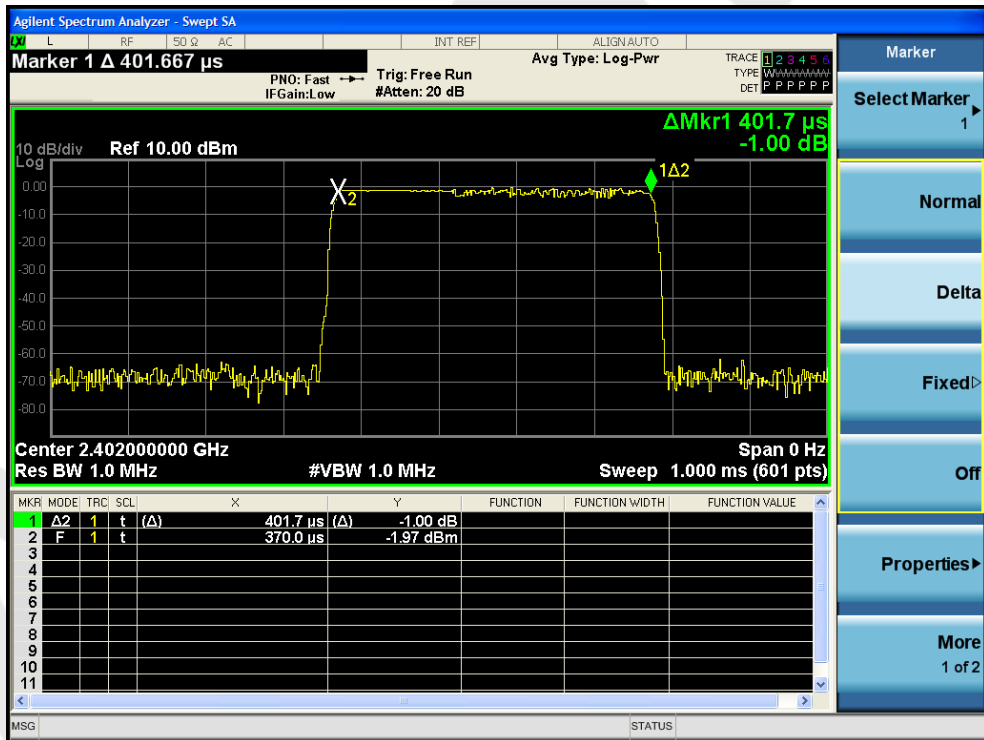 Agilent Spectrum Analyzer - Swept SA
LXI L RF 50 Ω AC INT REF ALIGN AUTO
Marker 1 Δ 401.667 µs
PNO: Fast
IFGain:Low
Trig: Free Run
#Atten: 20 dB
Avg Type: Log-Pwr
TRACE 1 2 3 4 5 6
TYPE WWWWWW
DET P P P P P P
ΔMkr1 401.7 µs
-1.00 dB
10 dB/div Ref 10.00 dBm
Log
1Δ2
0.00
2
-10.0
-20.0
-30.0
-40.0
-50.0
-60.0
-70.0
-80.0
Center 2.402000000 GHz Span 0 Hz
Res BW 1.0 MHz #VBW 1.0 MHz Sweep 1.000 ms (601 pts)
MKR MODE TRC SCL X Y FUNCTION FUNCTION WIDTH FUNCTION VALUE
1 Δ2 1 t (Δ) 401.7 µs (Δ) -1.00 dB
2 F 1 t 370.0 µs -1.97 dBm
3
4
5
6
7
8
9
10
11
MSG STATUS
Marker
Select Marker
1
Normal
Delta
Fixed
Off
Properties
More
1 of 2